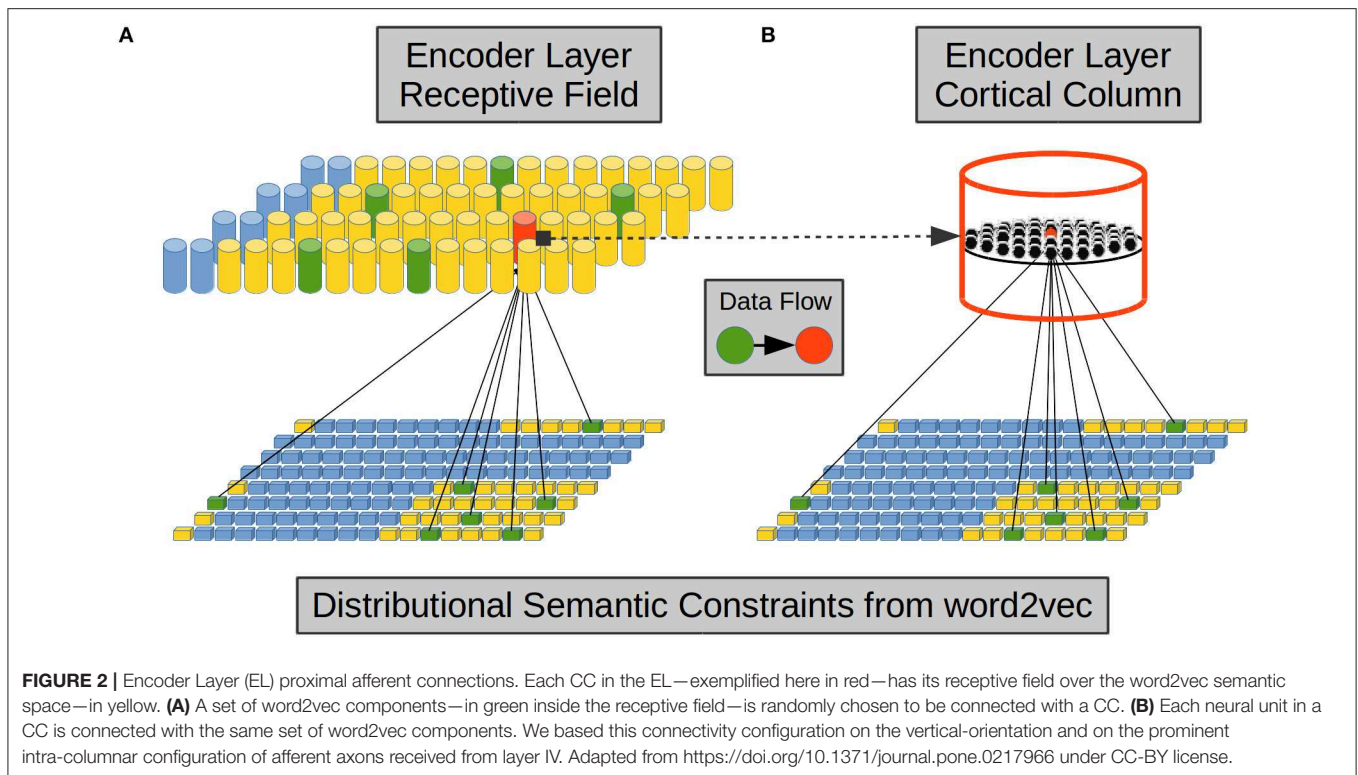 A
Encoder Layer
Receptive Field
B
Encoder Layer
Cortical Column
Data Flow
Distributional Semantic Constraints from word2vec
FIGURE 2 | Encoder Layer (EL) proximal afferent connections. Each CC in the EL—exemplified here in red—has its receptive field over the word2vec semantic
space—in yellow. (A) A set of word2vec components—in green inside the receptive field—is randomly chosen to be connected with a CC. (B) Each neural unit in a
CC is connected with the same set of word2vec components. We based this connectivity configuration on the vertical-orientation and on the prominent
intra-columnar configuration of afferent axons received from layer IV. Adapted from https://doi.org/10.1371/journal.pone.0217966 under CC-BY license.